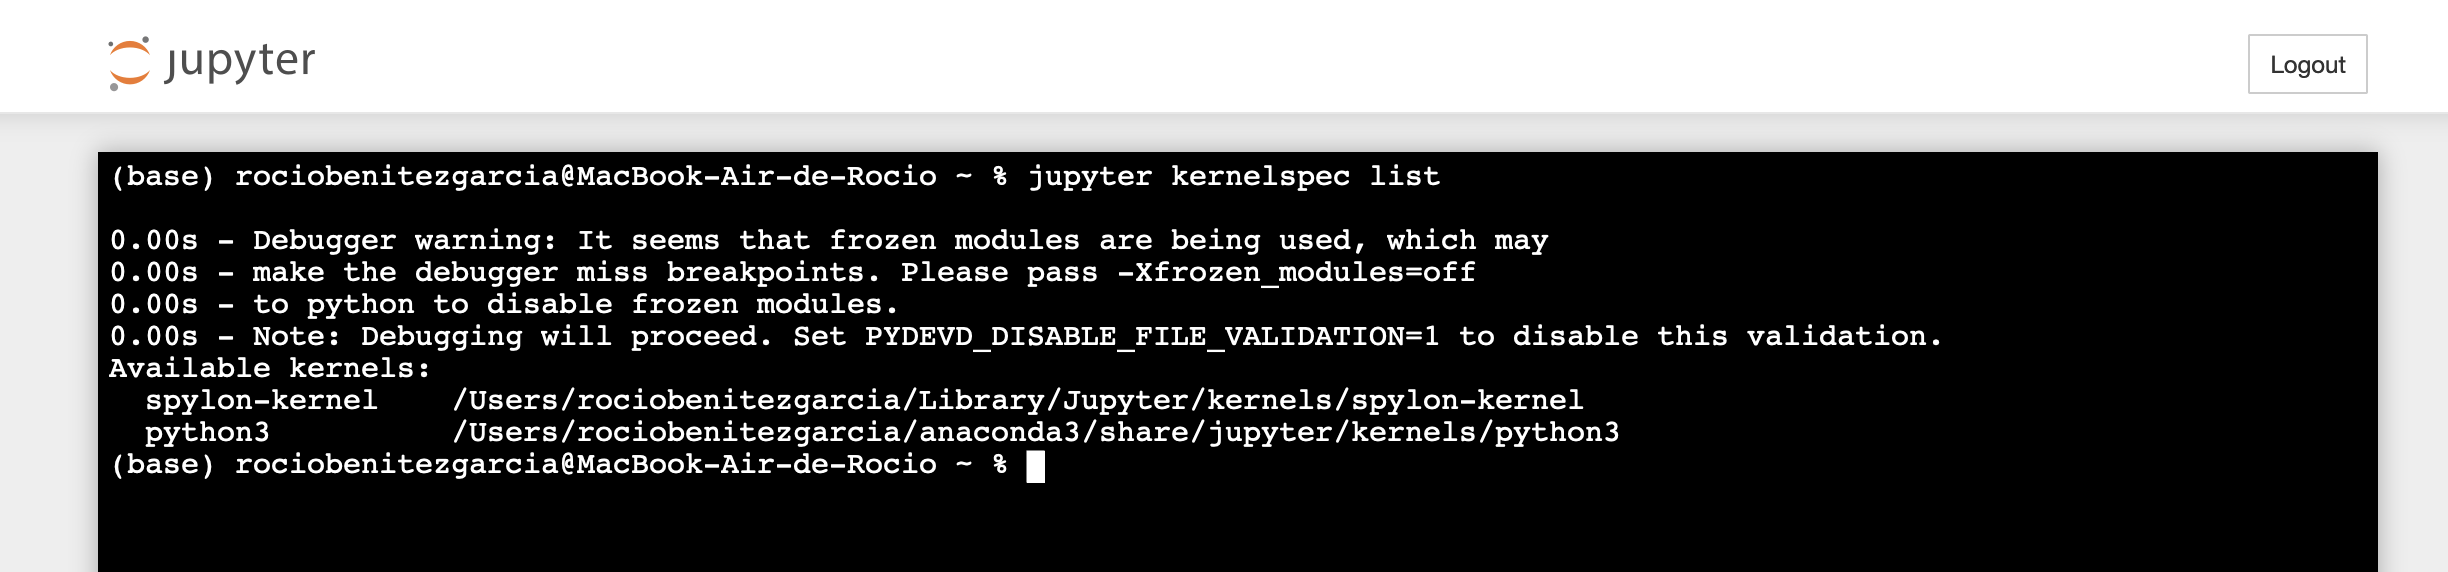 jupyter
Logout
(base) rociobenitezgarcia@MacBook-Air-de-Rocio ~ % jupyter kernelspec list
0.00s - Debugger warning: It seems that frozen modules are being used, which may
0.00s - make the debugger miss breakpoints. Please pass -Xfrozen_modules=off
0.00s - to python to disable frozen modules.
0.00s - Note: Debugging will proceed. Set PYDEVD_DISABLE_FILE_VALIDATION=1 to disable this validation.
Available kernels:
  spylon-kernel    /Users/rociobenitezgarcia/Library/Jupyter/kernels/spylon-kernel
  python3          /Users/rociobenitezgarcia/anaconda3/share/jupyter/kernels/python3
(base) rociobenitezgarcia@MacBook-Air-de-Rocio ~ %